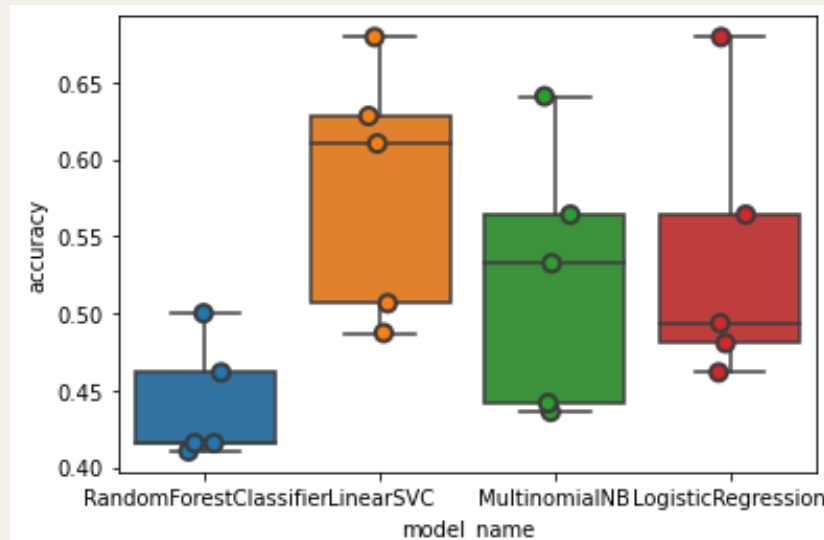 accuracy
0.65
0.60
0.55
0.50
0.45
0.40
RandomForestClassifierLinearSVC MultinomialNB LogisticRegression
model_name